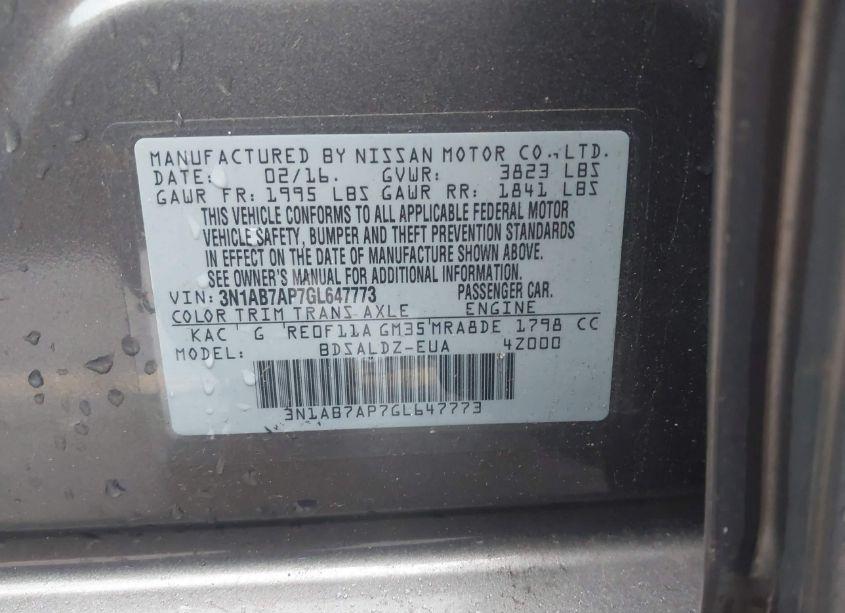 MANUFACTURED BY NISSAN MOTOR CO., LTD.
DATE: 02/16. GVWR: 3823 LBS
GAWR FR: 1995 LBS GAWR RR: 1841 LBS
THIS VEHICLE CONFORMS TO ALL APPLICABLE FEDERAL MOTOR
VEHICLE SAFETY, BUMPER AND THEFT PREVENTION STANDARDS
IN EFFECT ON THE DATE OF MANUFACTURE SHOWN ABOVE.
SEE OWNER'S MANUAL FOR ADDITIONAL INFORMATION.
VIN: 3N1AB7AP7GL647773 PASSENGER CAR.
COLOR TRIM TRANS AXLE ENGINE
KAC G RE0F11A GM35 MRA8DE 1798 CC
MODEL: BDSALDZ-EUA 4Z000
3N1AB7AP7GL647773